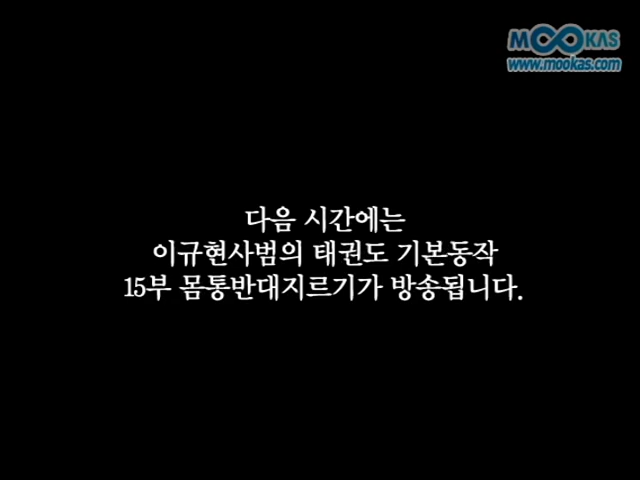 MOOKAS
www.mookas.com
다음 시간에는
이규현사범의 태권도 기본동작
15부 몸통반대지르기가 방송됩니다.